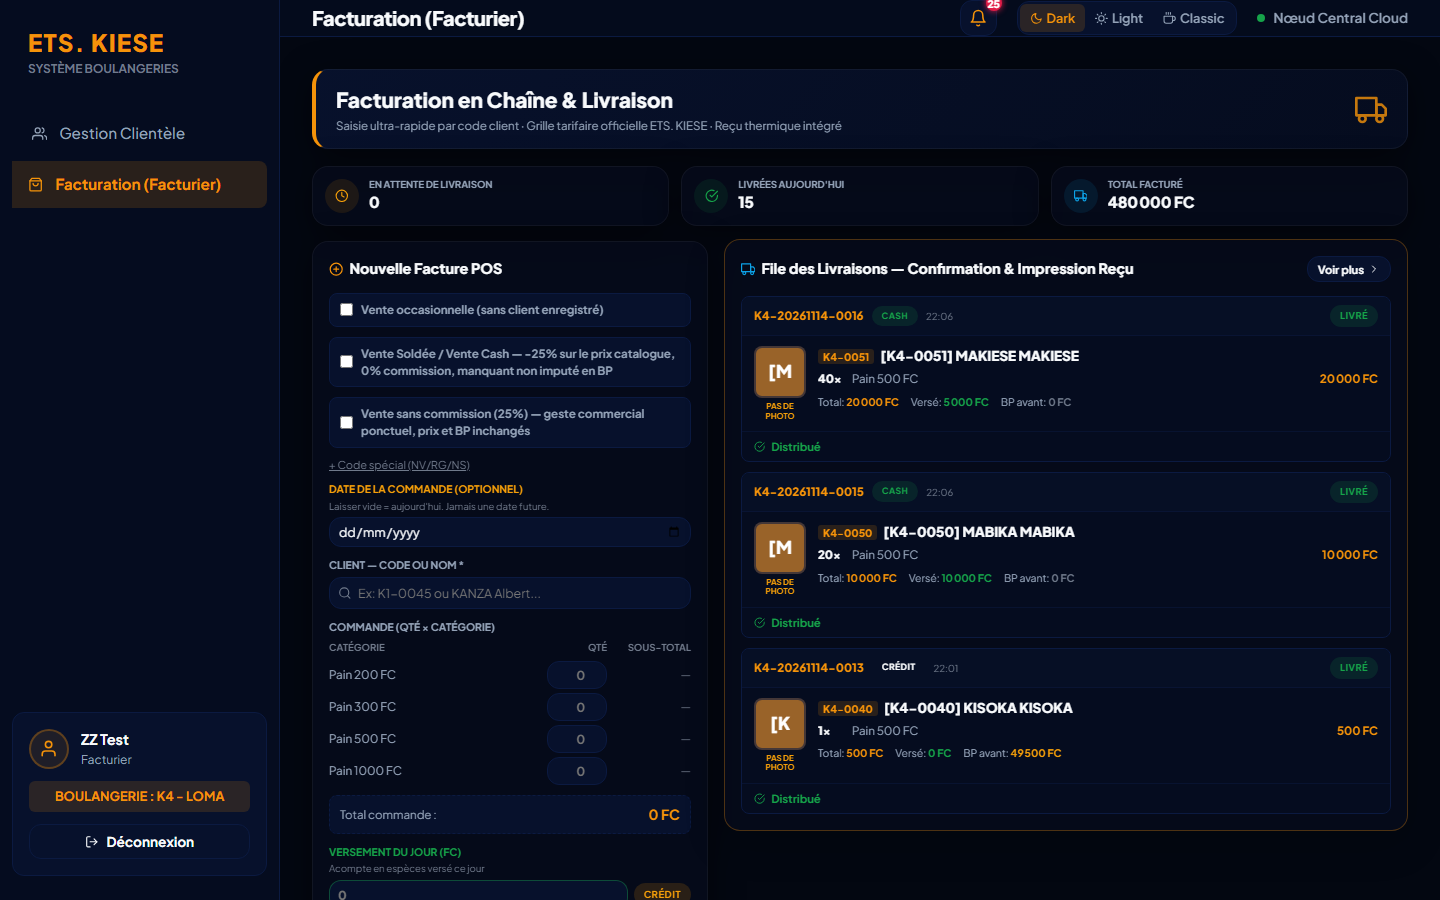 ETS. KIESE
SYSTÈME BOULANGERIES
Gestion Clientèle
Facturation (Facturier)
ZZ Test
Facturier
BOULANGERIE : K4 - LOMA
Déconnexion
Facturation (Facturier)
25
Dark
Light
Classic
Nœud Central Cloud
Facturation en Chaîne & Livraison
Saisie ultra-rapide par code client · Grille tarifaire officielle ETS. KIESE · Reçu thermique intégré
EN ATTENTE DE LIVRAISON
0
LIVRÉES AUJOURD'HUI
15
TOTAL FACTURÉ
480 000 FC
Nouvelle Facture POS
Vente occasionnelle (sans client enregistré)
Vente Soldée / Vente Cash — -25% sur le prix catalogue,
0% commission, manquant non imputé en BP
Vente sans commission (25%) — geste commercial
ponctuel, prix et BP inchangés
+ Code spécial (NV/RG/NS)
DATE DE LA COMMANDE (OPTIONNEL)
Laisser vide = aujourd'hui. Jamais une date future.
dd/mm/yyyy
CLIENT — CODE OU NOM *
Ex: K1-0045 ou KANZA Albert...
COMMANDE (QTÉ × CATÉGORIE)
CATÉGORIE QTÉ SOUS-TOTAL
Pain 200 FC 0 —
Pain 300 FC 0 —
Pain 500 FC 0 —
Pain 1000 FC 0 —
Total commande : 0 FC
VERSEMENT DU JOUR (FC)
Acompte en espèces versé ce jour
0 CRÉDIT
File des Livraisons — Confirmation & Impression Reçu
Voir plus
K4-20261114-0016 CASH 22:06 LIVRÉ
[M
PAS DE
PHOTO
K4-0051 [K4-0051] MAKIESE MAKIESE
40× Pain 500 FC 20 000 FC
Total: 20 000 FC Versé: 5 000 FC BP avant: 0 FC
Distribué
K4-20261114-0015 CASH 22:06 LIVRÉ
[M
PAS DE
PHOTO
K4-0050 [K4-0050] MABIKA MABIKA
20× Pain 500 FC 10 000 FC
Total: 10 000 FC Versé: 10 000 FC BP avant: 0 FC
Distribué
K4-20261114-0013 CRÉDIT 22:01 LIVRÉ
[K
PAS DE
PHOTO
K4-0040 [K4-0040] KISOKA KISOKA
1× Pain 500 FC 500 FC
Total: 500 FC Versé: 0 FC BP avant: 49 500 FC
Distribué